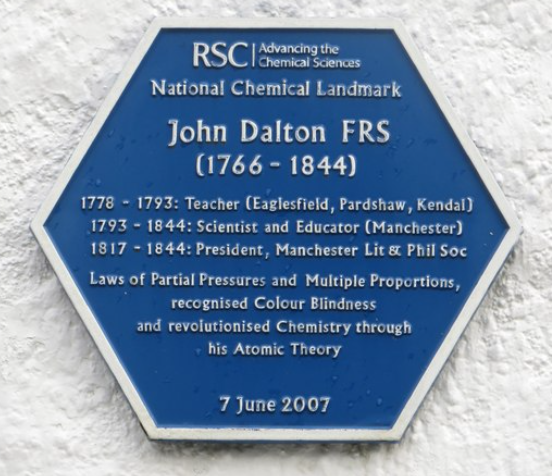 RSC Advancing the
Chemical Sciences
National Chemical Landmark
John Dalton FRS
(1766 - 1844)
1778 - 1793: Teacher (Eaglesfield, Pardshaw, Kendal)
1793 - 1844: Scientist and Educator (Manchester)
1817 - 1844: President, Manchester Lit & Phil Soc
Laws of Partial Pressures and Multiple Proportions,
recognised Colour Blindness
and revolutionised Chemistry through
his Atomic Theory
7 June 2007